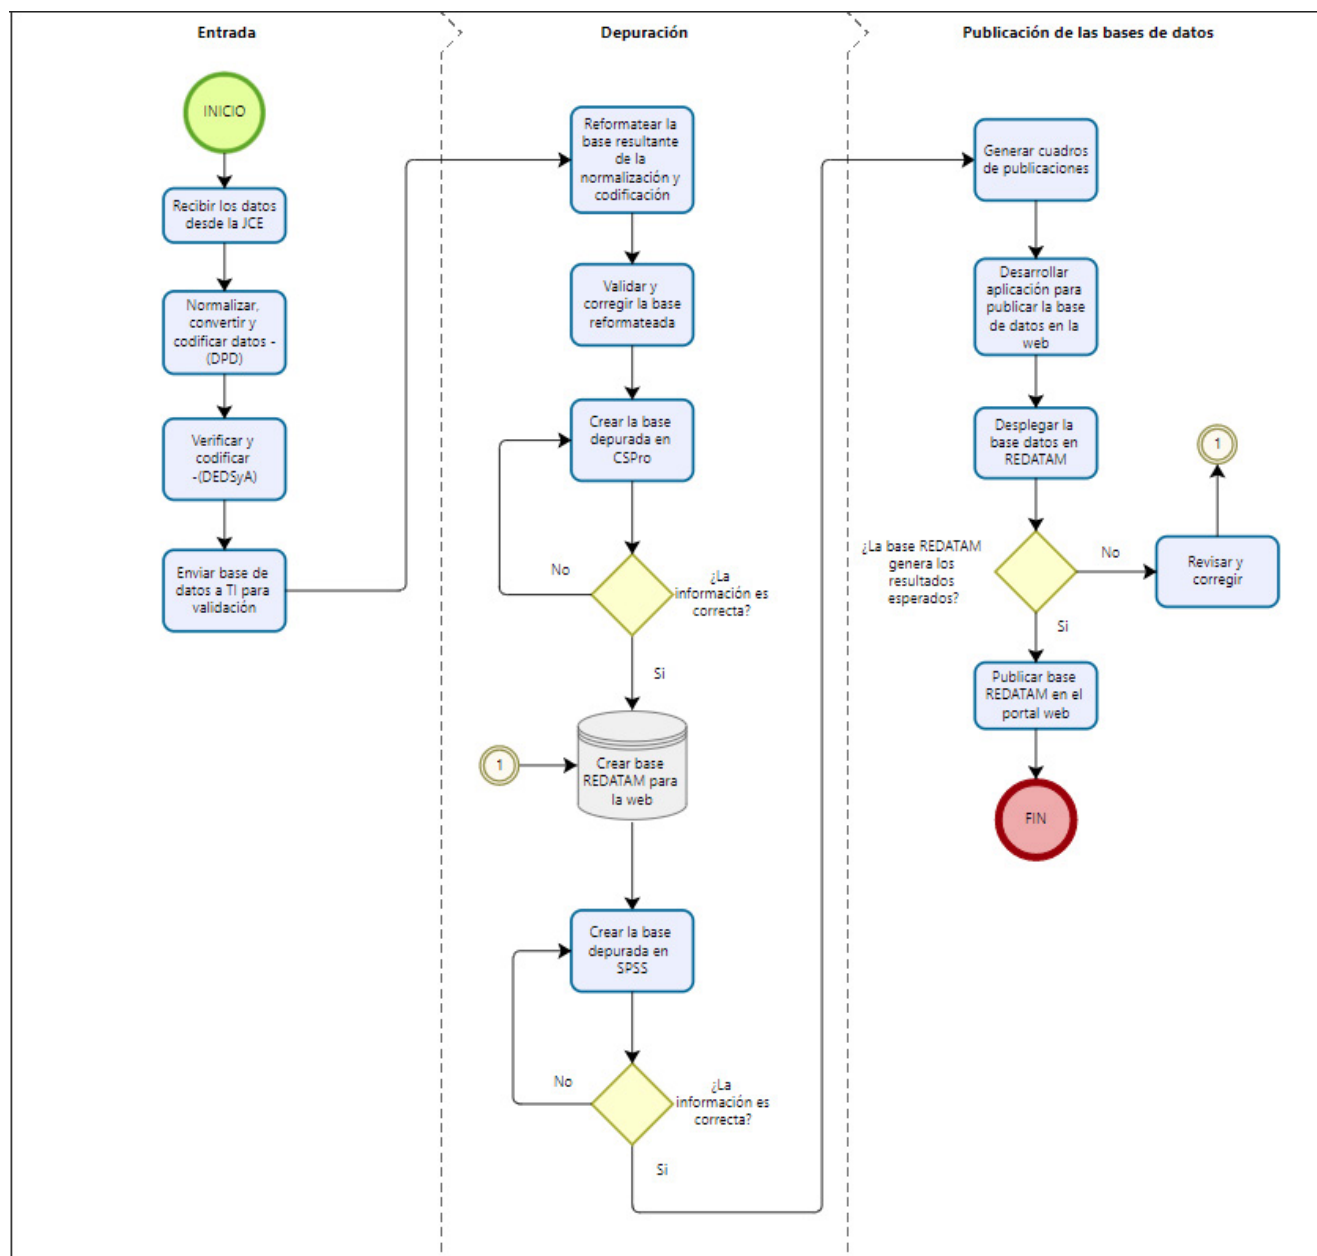 Entrada
INICIO
Recibir los datos
desde la JCE
Normalizar,
convertir y
codificar datos -
(DPD)
Verificar y
codificar
-(DEDSyA)
Enviar base de
datos a TI para
validación
Depuración
Reformatear la
base resultante
de la
normalización y
codificación
Validar y
corregir la base
reformateada
Crear la base
depurada en
CSPro
No
¿La
información es
correcta?
Si
1
Crear base
REDATAM para
la web
Crear la base
depurada en
SPSS
No
¿La
información es
correcta?
Si
Publicación de las bases de datos
Generar cuadros
de publicaciones
Desarrollar
aplicación para
publicar la base
de datos en la
web
Desplegar la
base datos en
REDATAM
1
¿La base REDATAM
genera los
resultados
esperados?
No
Revisar y
corregir
Si
Publicar base
REDATAM en el
portal web
FIN